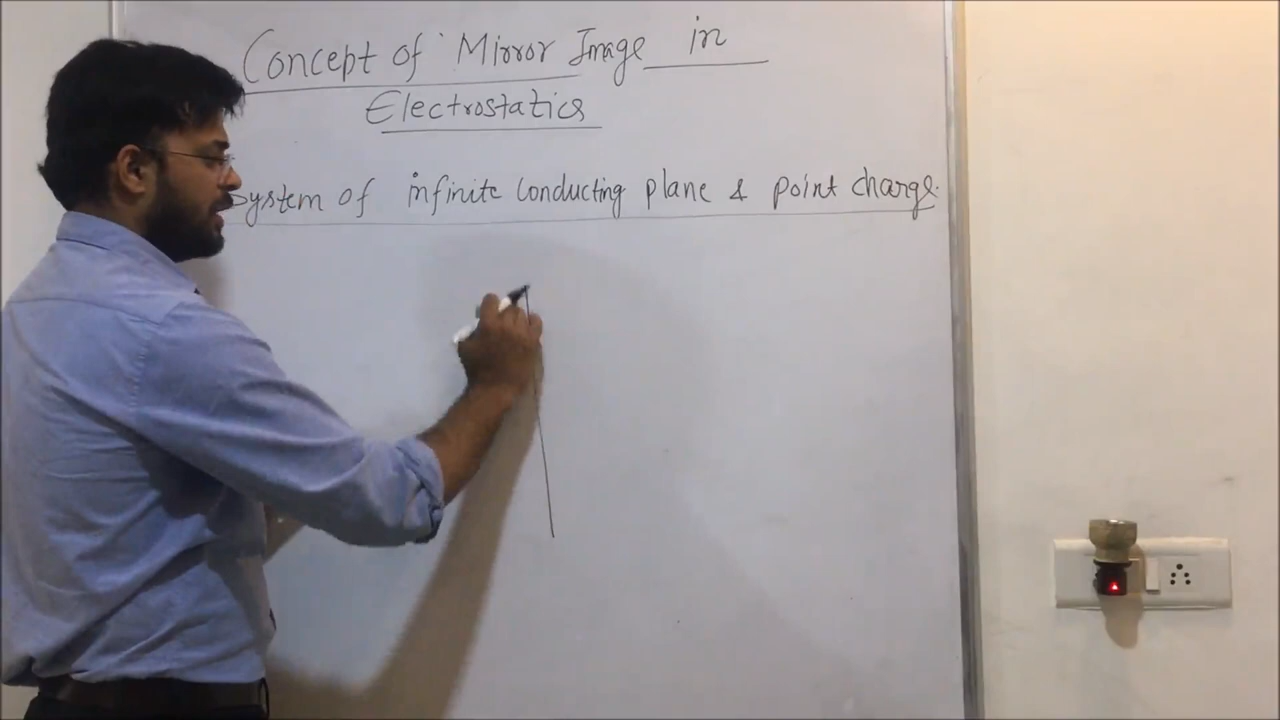 Concept of Mirror Image in
Electrostatics
System of infinite Conducting plane & point charge.